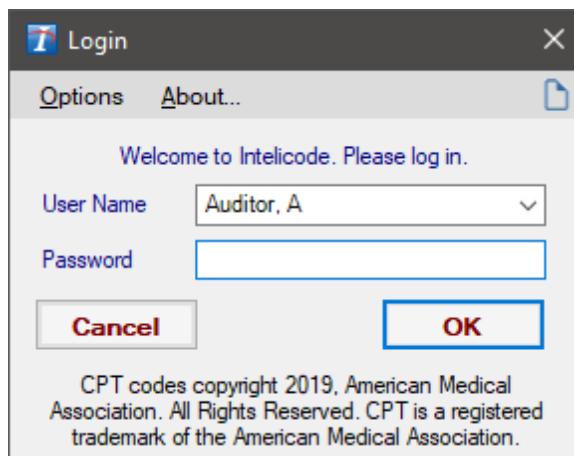 Login
Options About...
Welcome to Intelicode. Please log in.
User Name Auditor, A
Password
Cancel OK
CPT codes copyright 2019, American Medical
Association. All Rights Reserved. CPT is a registered
trademark of the American Medical Association.